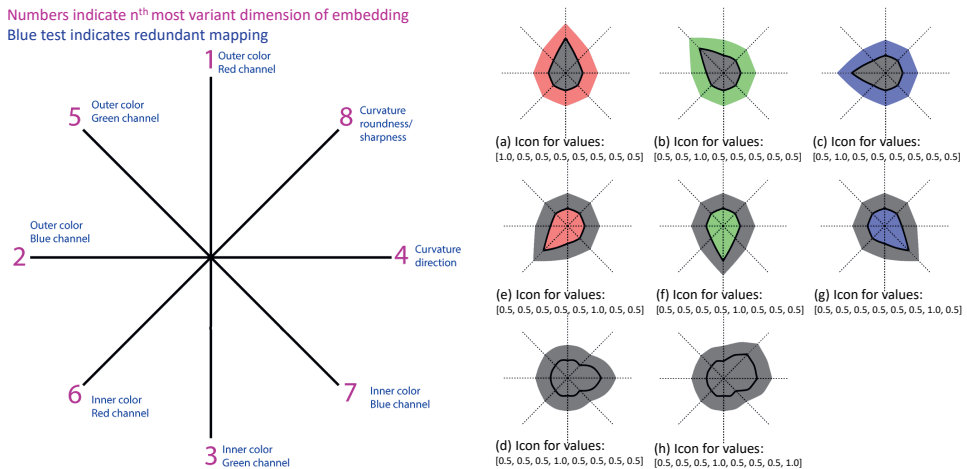 Numbers indicate nth most variant dimension of embedding
Blue test indicates redundant mapping
1
Outer color
Red channel
5
Outer color
Green channel
8
Curvature
roundness/
sharpness
2
Outer color
Blue channel
4
Curvature
direction
6
Inner color
Red channel
7
Inner color
Blue channel
3
Inner color
Green channel
(a) Icon for values:
[1.0, 0.5, 0.5, 0.5, 0.5, 0.5, 0.5, 0.5]
(b) Icon for values:
[0.5, 0.5, 1.0, 0.5, 0.5, 0.5, 0.5, 0.5]
(c) Icon for values:
[0.5, 1.0, 0.5, 0.5, 0.5, 0.5, 0.5, 0.5]
(e) Icon for values:
[0.5, 0.5, 0.5, 0.5, 0.5, 1.0, 0.5, 0.5]
(f) Icon for values:
[0.5, 0.5, 0.5, 0.5, 1.0, 0.5, 0.5, 0.5]
(g) Icon for values:
[0.5, 0.5, 0.5, 0.5, 0.5, 0.5, 1.0, 0.5]
(d) Icon for values:
[0.5, 0.5, 0.5, 1.0, 0.5, 0.5, 0.5, 0.5]
(h) Icon for values:
[0.5, 0.5, 0.5, 1.0, 0.5, 0.5, 0.5, 1.0]